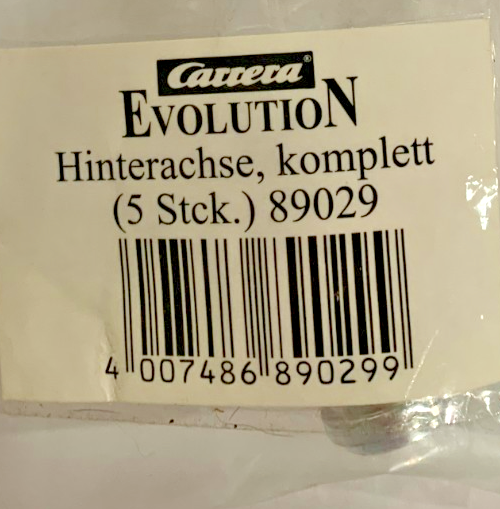 Carrera®
EVOLUTION
Hinterachse, komplett
(5 Stck.) 89029
4 007486 890299